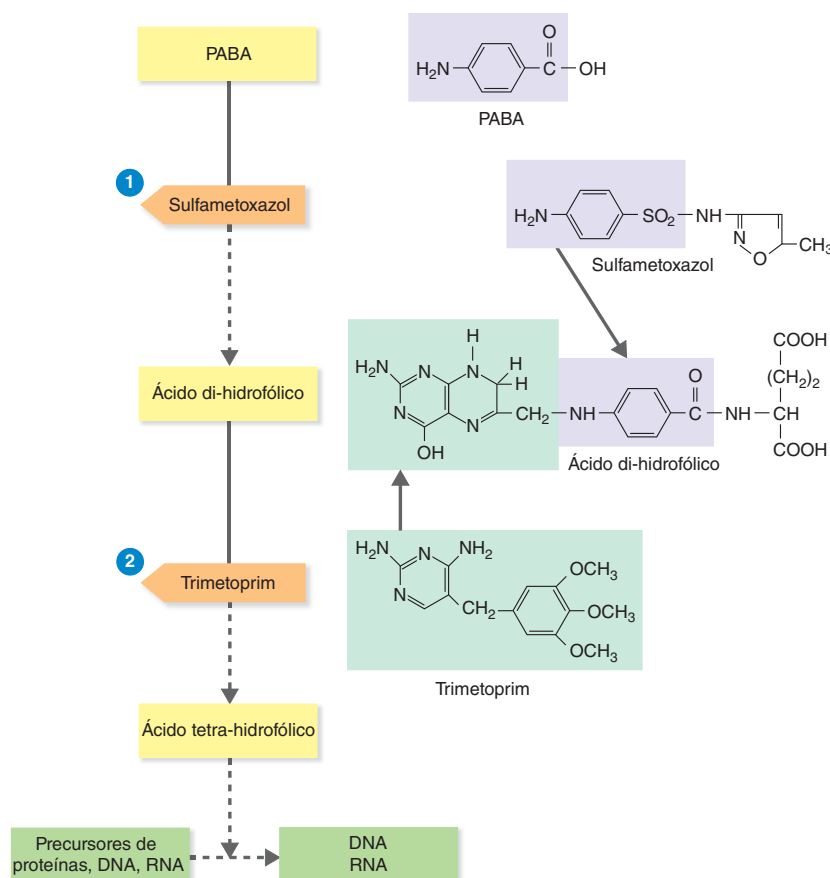 PABA
O
H₂N
C
OH
PABA
1
Sulfametoxazol
H₂N
SO₂
NH
N
O
CH₃
Sulfametoxazol
H
H₂N
N
N
H
H
N
N
OH
CH₂
NH
O
C
NH
CH
COOH
(CH₂)₂
COOH
Ácido di-hidrofólico
Ácido di-hidrofólico
2
Trimetoprim
H₂N
N
NH₂
N
CH₂
OCH₃
OCH₃
OCH₃
Trimetoprim
Ácido tetra-hidrofólico
Precursores de
proteínas, DNA, RNA
DNA
RNA